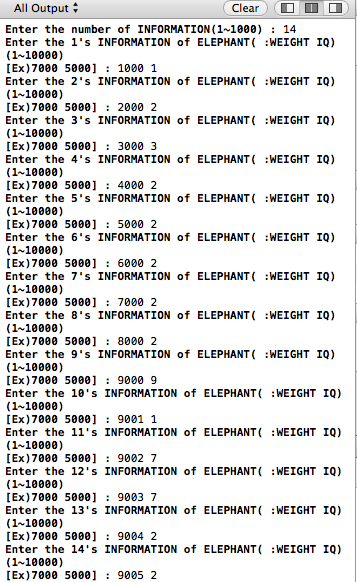 All Output
Clear
Enter the number of INFORMATION(1~1000) : 14
Enter the 1's INFORMATION of ELEPHANT( :WEIGHT IQ)
(1~10000)
[Ex)7000 5000] : 1000 1
Enter the 2's INFORMATION of ELEPHANT( :WEIGHT IQ)
(1~10000)
[Ex)7000 5000] : 2000 2
Enter the 3's INFORMATION of ELEPHANT( :WEIGHT IQ)
(1~10000)
[Ex)7000 5000] : 3000 3
Enter the 4's INFORMATION of ELEPHANT( :WEIGHT IQ)
(1~10000)
[Ex)7000 5000] : 4000 2
Enter the 5's INFORMATION of ELEPHANT( :WEIGHT IQ)
(1~10000)
[Ex)7000 5000] : 5000 2
Enter the 6's INFORMATION of ELEPHANT( :WEIGHT IQ)
(1~10000)
[Ex)7000 5000] : 6000 2
Enter the 7's INFORMATION of ELEPHANT( :WEIGHT IQ)
(1~10000)
[Ex)7000 5000] : 7000 2
Enter the 8's INFORMATION of ELEPHANT( :WEIGHT IQ)
(1~10000)
[Ex)7000 5000] : 8000 2
Enter the 9's INFORMATION of ELEPHANT( :WEIGHT IQ)
(1~10000)
[Ex)7000 5000] : 9000 9
Enter the 10's INFORMATION of ELEPHANT( :WEIGHT IQ)
(1~10000)
[Ex)7000 5000] : 9001 1
Enter the 11's INFORMATION of ELEPHANT( :WEIGHT IQ)
(1~10000)
[Ex)7000 5000] : 9002 7
Enter the 12's INFORMATION of ELEPHANT( :WEIGHT IQ)
(1~10000)
[Ex)7000 5000] : 9003 7
Enter the 13's INFORMATION of ELEPHANT( :WEIGHT IQ)
(1~10000)
[Ex)7000 5000] : 9004 2
Enter the 14's INFORMATION of ELEPHANT( :WEIGHT IQ)
(1~10000)
[Ex)7000 5000] : 9005 2